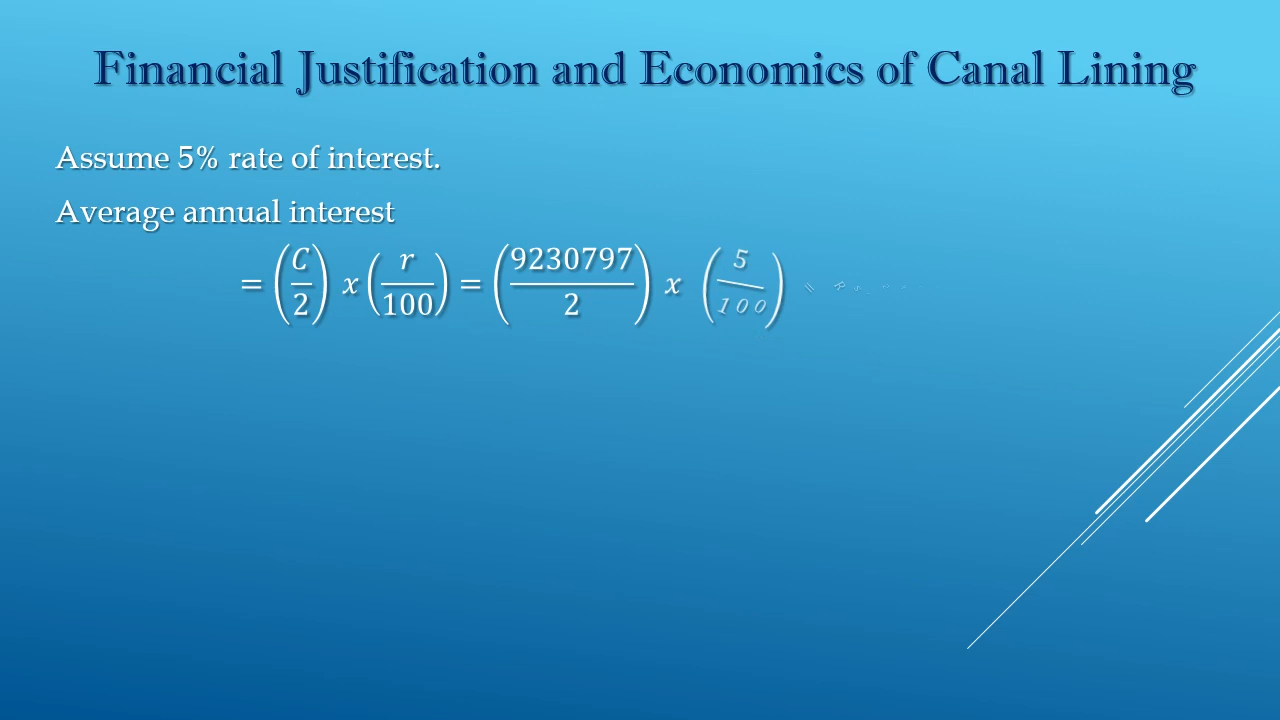 Financial Justification and Economics of Canal Lining
Assume 5% rate of interest.
Average annual interest
= (C/2) x (r/100) = (9230797/2) x (5/100) =